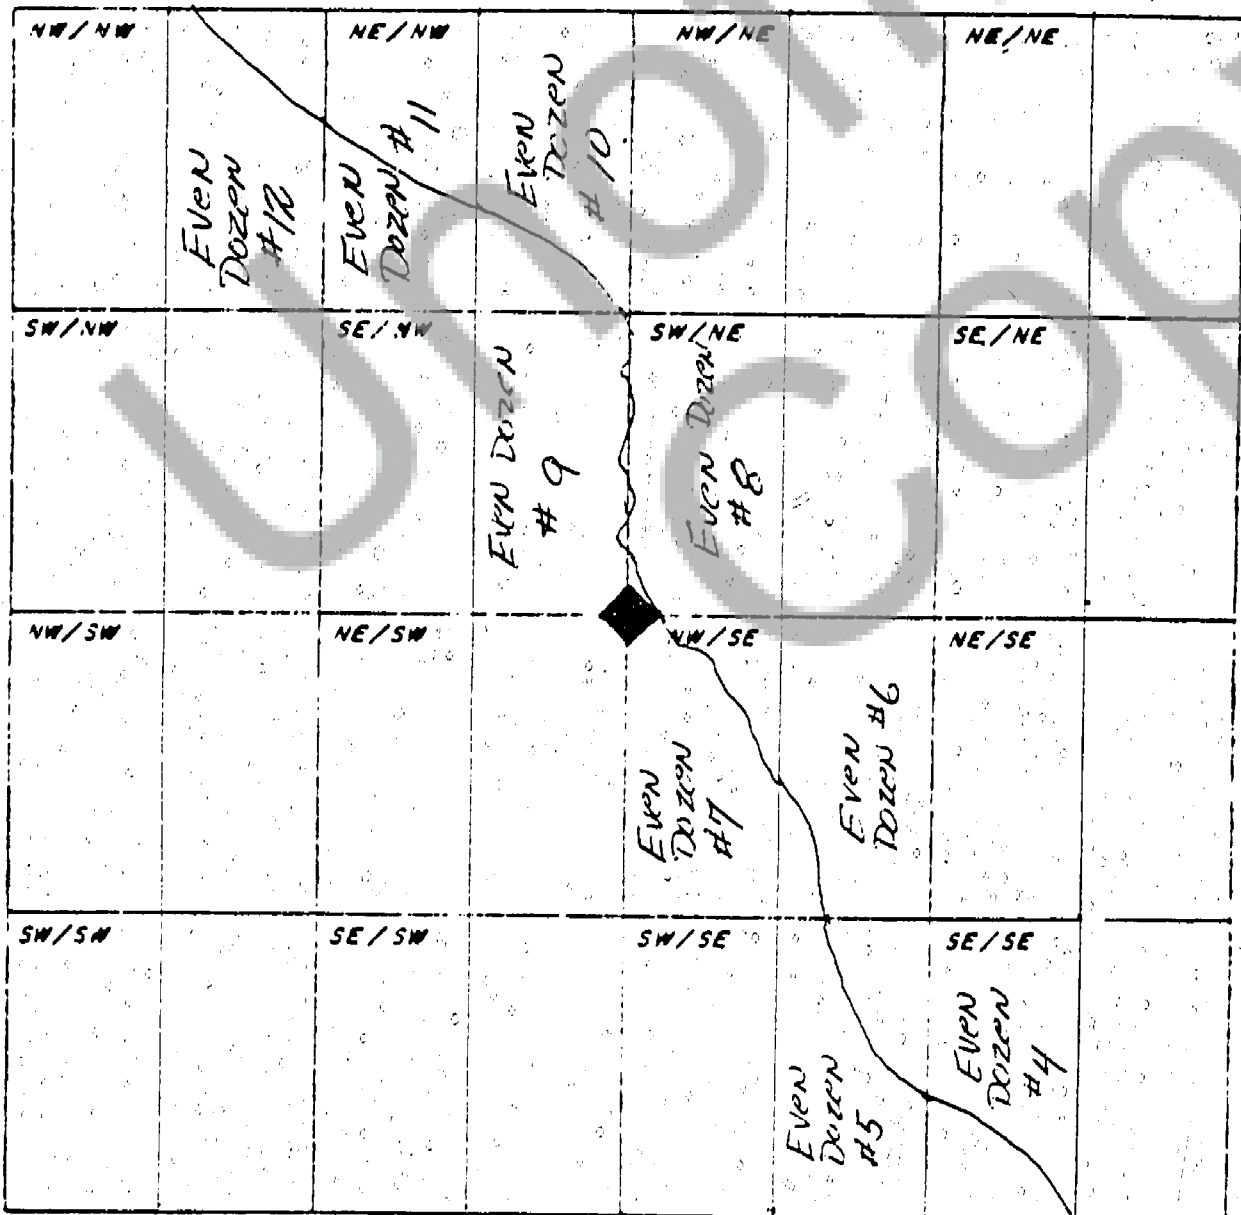 NW/NW
NE/NW
NW/NE
NE/NE
Even
Dozen
#12
Even
Dozen
#11
Even
Dozen
#10
SW/NW
SE/NW
SW/NE
SE/NE
Even Dozen
#9
Even Dozen
#8
NW/SW
NE/SW
NW/SE
NE/SE
Even
Dozen
#7
Even
Dozen #6
SW/SW
SE/SW
SW/SE
SE/SE
Even
Dozen
#5
Even
Dozen
#4